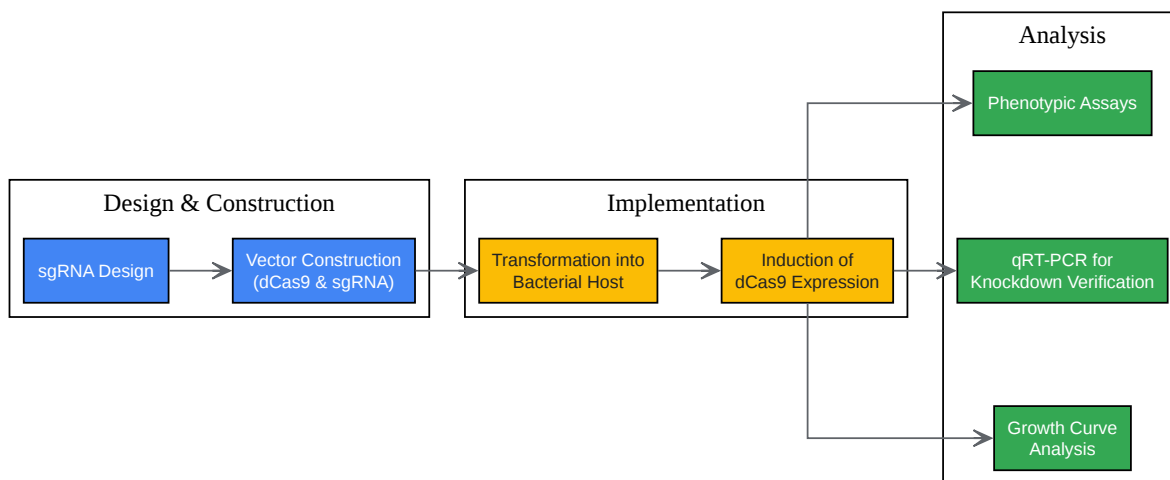 Design & Construction
sgRNA Design
Vector Construction
(dCas9 & sgRNA)
Implementation
Transformation into
Bacterial Host
Induction of
dCas9 Expression
Analysis
Phenotypic Assays
qRT-PCR for
Knockdown Verification
Growth Curve
Analysis